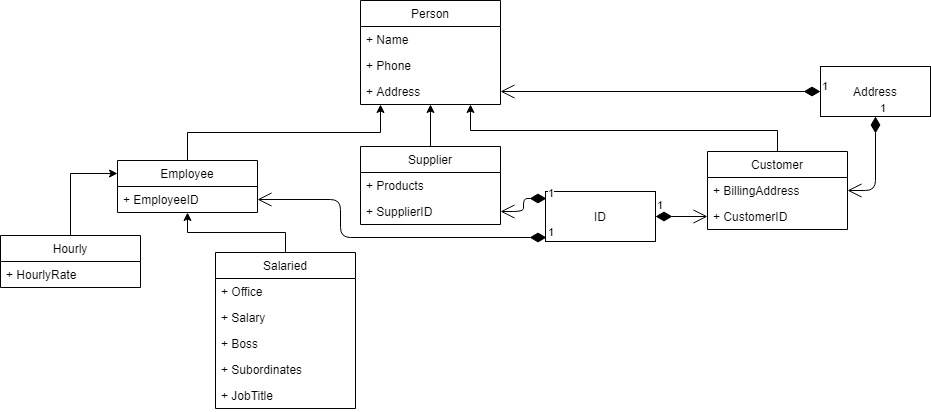 Person
+ Name
+ Phone
+ Address
1
Address
1
Employee
+ EmployeeID
Supplier
+ Products
+ SupplierID
Customer
+ BillingAddress
+ CustomerID
1
ID
1
1
Hourly
+ HourlyRate
Salaried
+ Office
+ Salary
+ Boss
+ Subordinates
+ JobTitle